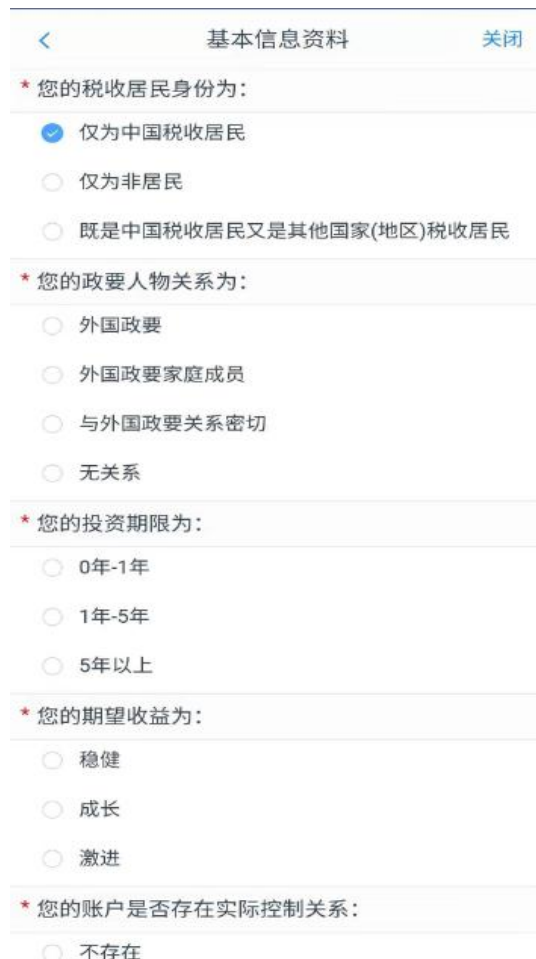 基本信息资料 关闭
* 您的税收居民身份为：
仅为中国税收居民
仅为非居民
既是中国税收居民又是其他国家(地区)税收居民
* 您的政要人物关系为：
外国政要
外国政要家庭成员
与外国政要关系密切
无关系
* 您的投资期限为：
0年-1年
1年-5年
5年以上
* 您的期望收益为：
稳健
成长
激进
* 您的账户是否存在实际控制关系：
不存在